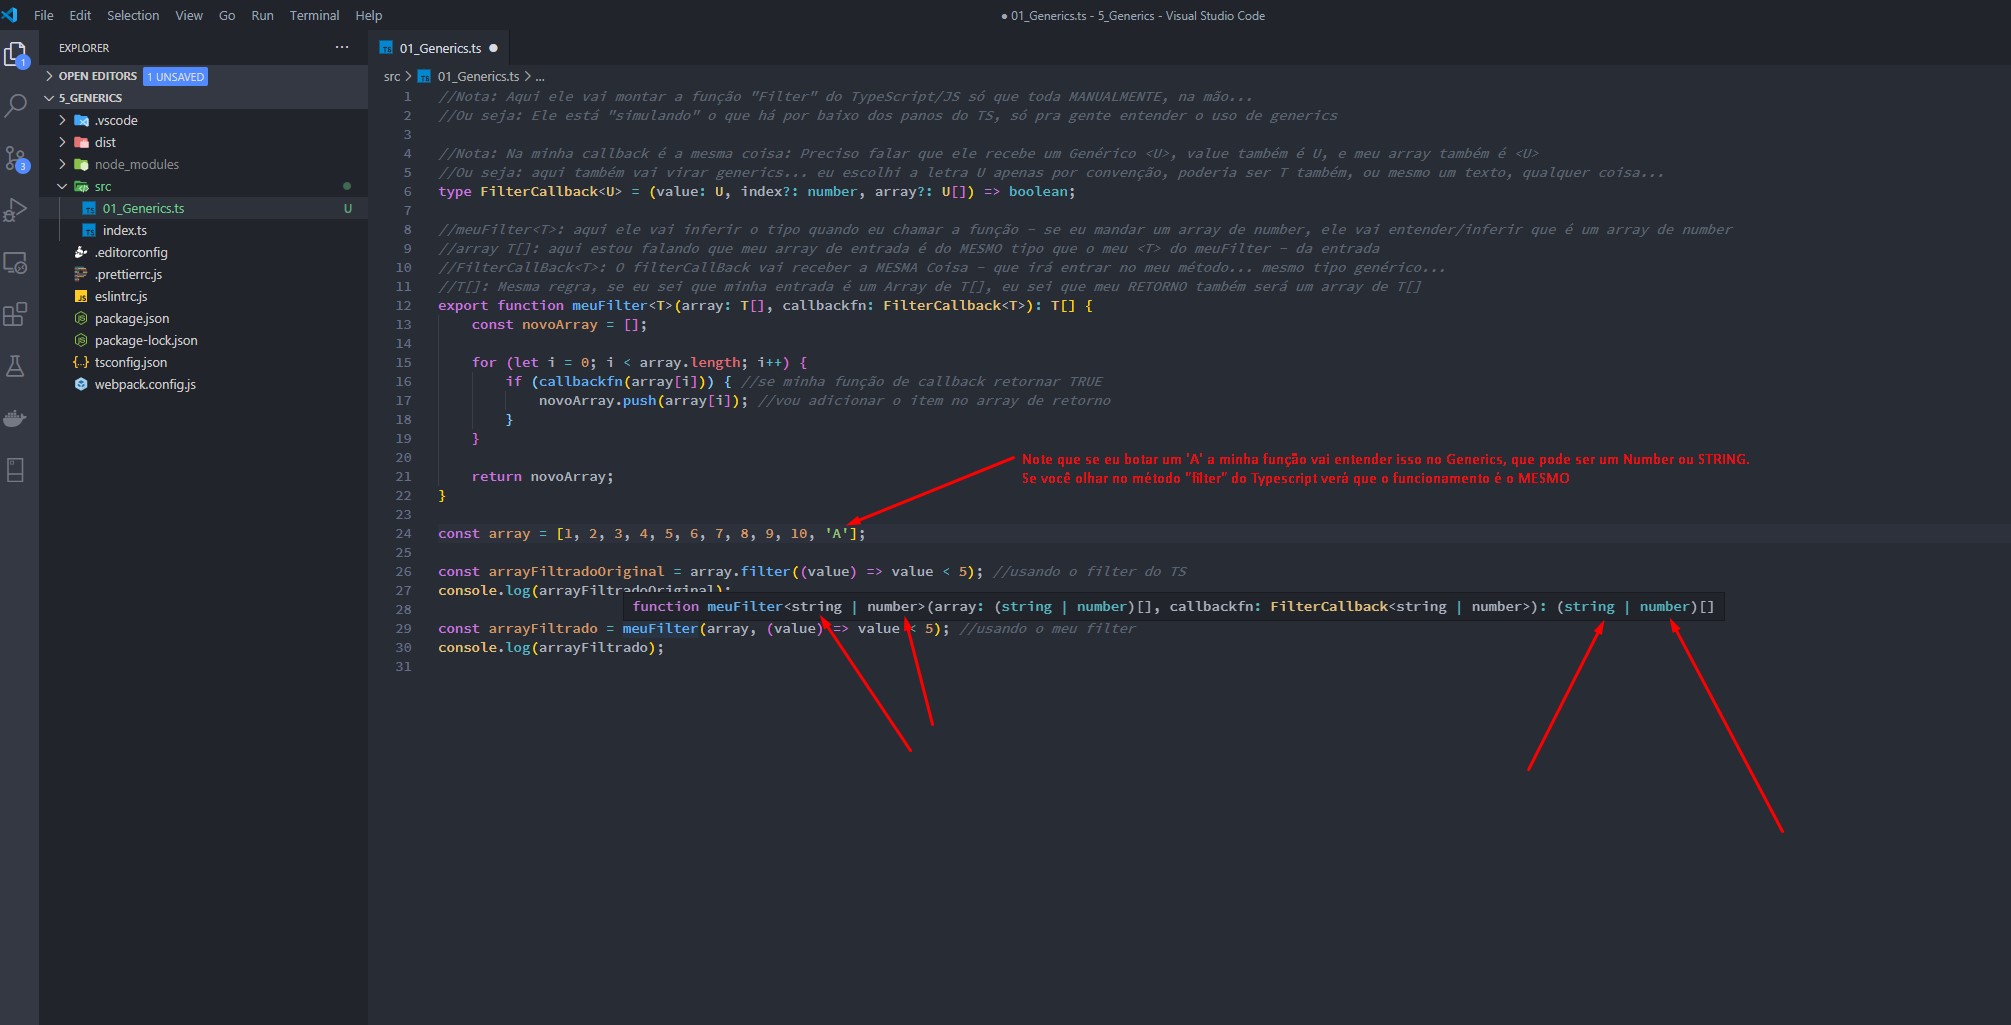 File Edit Selection View Go Run Terminal Help
● 01_Generics.ts - 5_Generics - Visual Studio Code
EXPLORER ···
OPEN EDITORS 1 UNSAVED
5_GENERICS
.vscode
dist
node_modules
src
01_Generics.ts U
index.ts
.editorconfig
.prettierrc.js
eslintrc.js
package.json
package-lock.json
tsconfig.json
webpack.config.js
1
3
01_Generics.ts ●
src > 01_Generics.ts > ...
1 //Nota: Aqui ele vai montar a função "Filter" do TypeScript/JS só que toda MANUALMENTE, na mão...
2 //Ou seja: Ele está "simulando" o que há por baixo dos panos do TS, só pra gente entender o uso de generics
3
4 //Nota: Na minha callback é a mesma coisa: Preciso falar que ele recebe um Genérico <U>, value também é U, e meu array também é <U>
5 //Ou seja: aqui também vai virar generics... eu escolhi a letra U apenas por convenção, poderia ser T também, ou mesmo um texto, qualquer coisa...
6 type FilterCallback<U> = (value: U, index?: number, array?: U[]) => boolean;
7
8 //meuFilter<T>: aqui ele vai inferir o tipo quando eu chamar a função - se eu mandar um array de number, ele vai entender/inferir que é um array de number
9 //array T[]: aqui estou falando que meu array de entrada é do MESMO tipo que o meu <T> do meuFilter - da entrada
10 //FilterCallBack<T>: O filterCallBack vai receber a MESMA Coisa - que irá entrar no meu método... mesmo tipo genérico...
11 //T[]: Mesma regra, se eu sei que minha entrada é um Array de T[], eu sei que meu RETORNO também será um array de T[]
12 export function meuFilter<T>(array: T[], callbackfn: FilterCallback<T>): T[] {
13 const novoArray = [];
14
15 for (let i = 0; i < array.length; i++) {
16 if (callbackfn(array[i])) { //se minha função de callback retornar TRUE
17 novoArray.push(array[i]); //vou adicionar o item no array de retorno
18 }
19 }
20
21 return novoArray;
22 }
23
Note que se eu botar um 'A' a minha função vai entender isso no Generics, que pode ser um Number ou STRING.
Se você olhar no método "filter" do Typescript verá que o funcionamento é o MESMO
24 const array = [1, 2, 3, 4, 5, 6, 7, 8, 9, 10, 'A'];
25
26 const arrayFiltradoOriginal = array.filter((value) => value < 5); //usando o filter do TS
27 console.log(arrayFiltradoOriginal);
28 function meuFilter<string | number>(array: (string | number)[], callbackfn: FilterCallback<string | number>): (string | number)[]
29 const arrayFiltrado = meuFilter(array, (value) => value < 5); //usando o meu filter
30 console.log(arrayFiltrado);
31